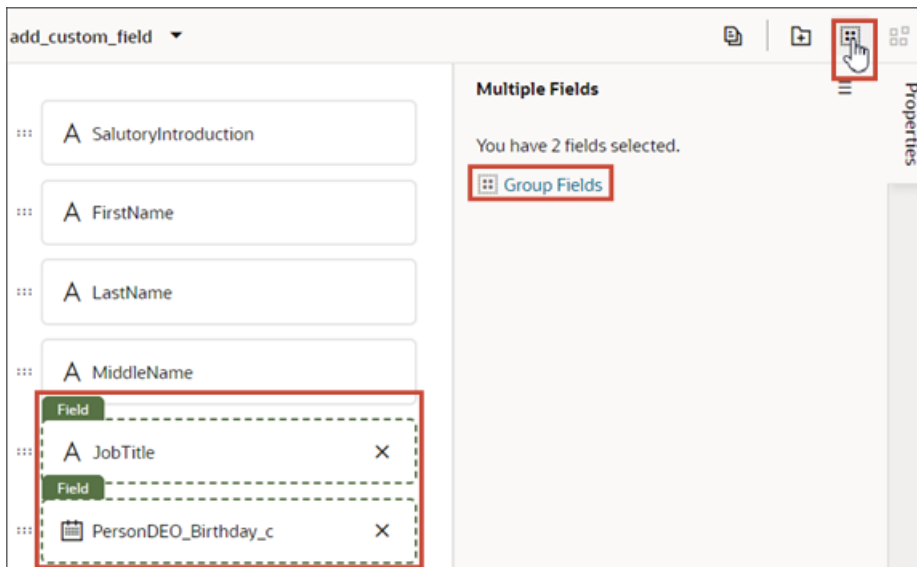 add_custom_field
SalutoryIntroduction
FirstName
LastName
MiddleName
Field
JobTitle
Field
PersonDEO_Birthday_c
Multiple Fields
You have 2 fields selected.
Group Fields
Properties